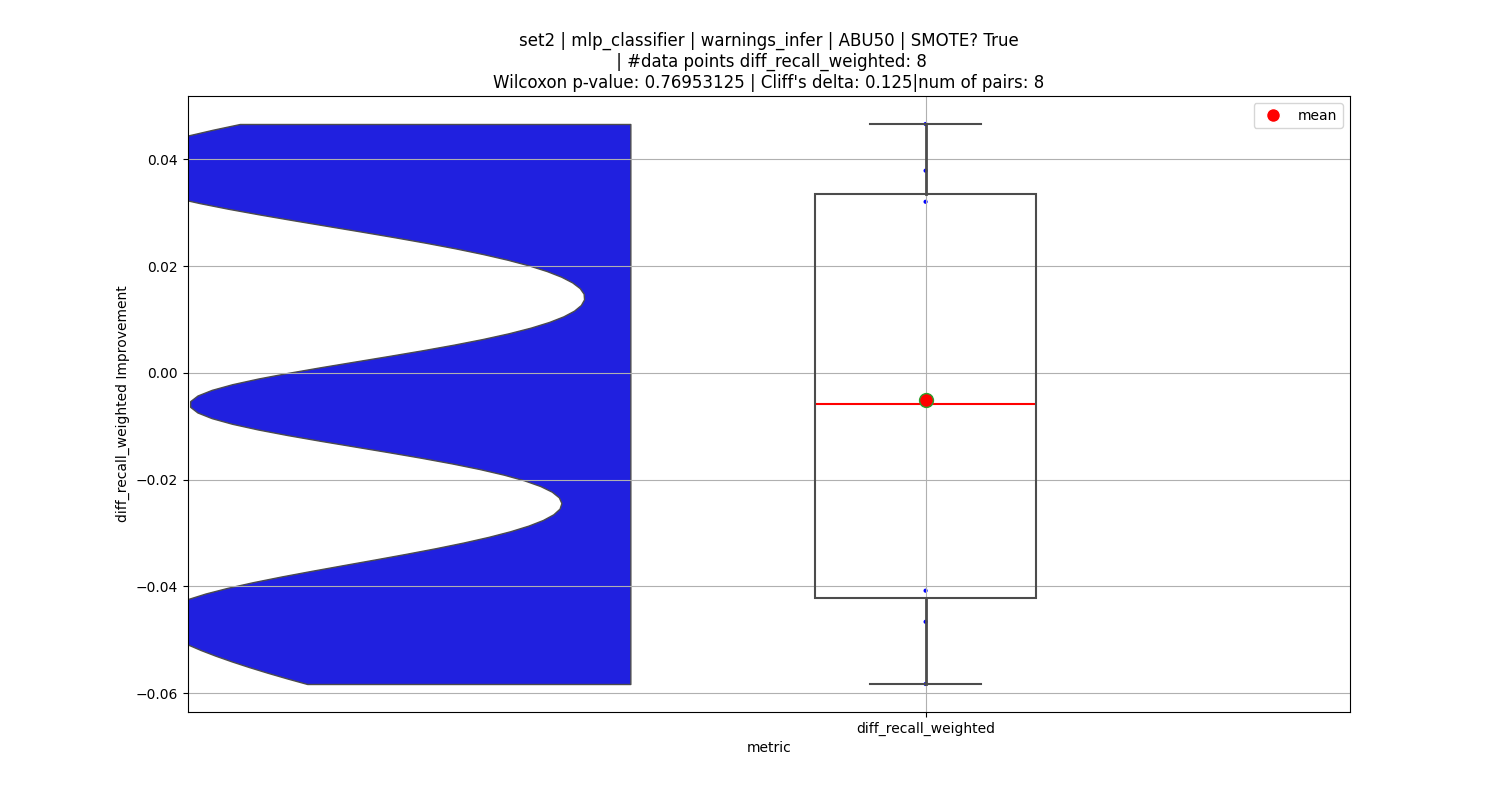 set2 | mlp_classifier | warnings_infer | ABU50 | SMOTE? True
| #data points diff_recall_weighted: 8
Wilcoxon p-value: 0.76953125 | Cliff's delta: 0.125|num of pairs: 8
mean
0.04
0.02
0.00
−0.02
−0.04
−0.06
diff_recall_weighted Improvement
diff_recall_weighted
metric